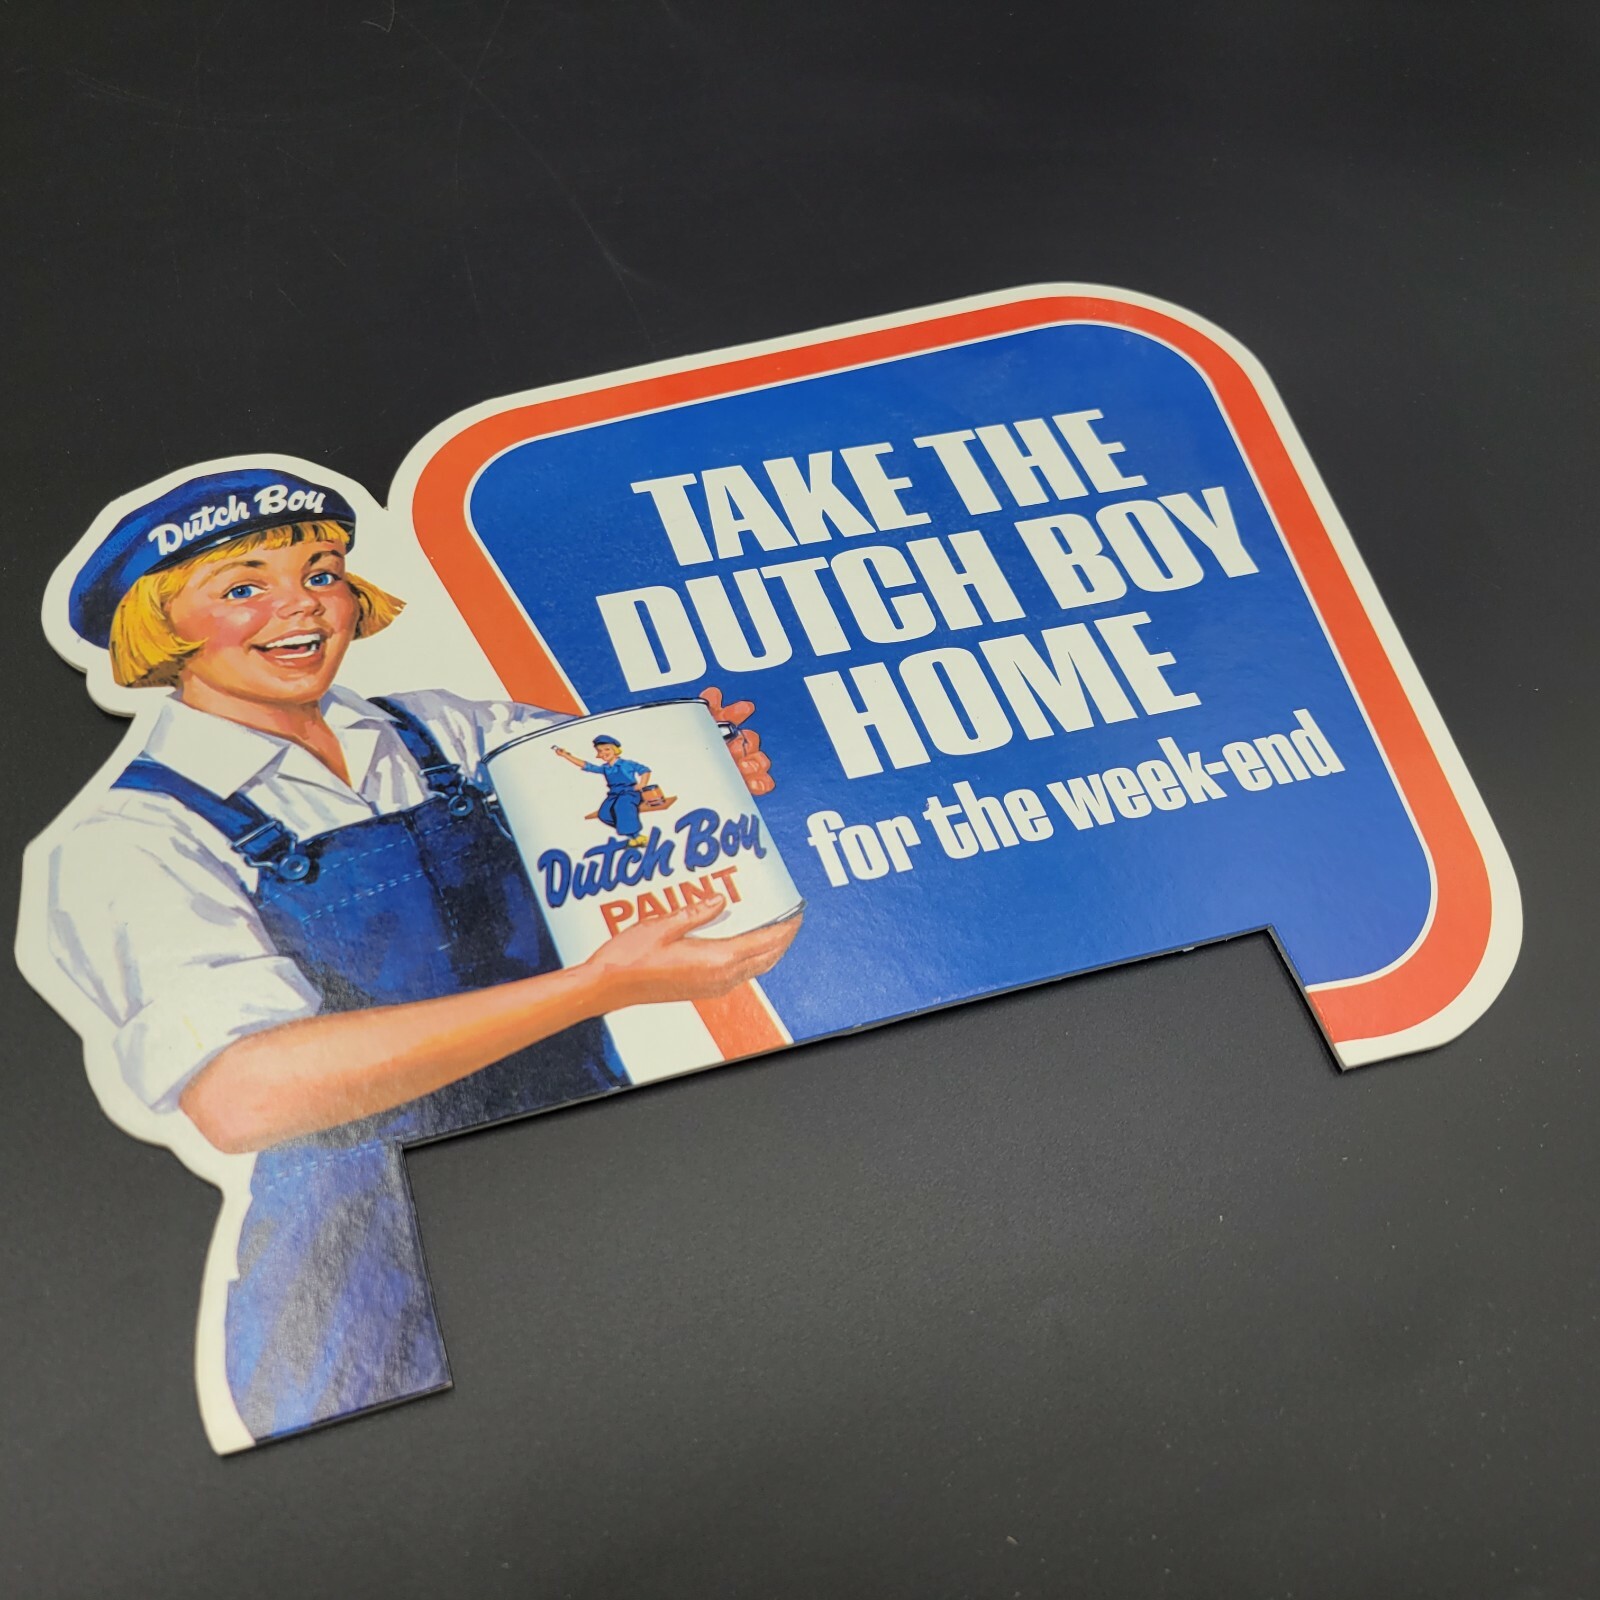 Dutch Boy
TAKE THE
DUTCH BOY
HOME
for the week-end
Dutch Boy
PAINT